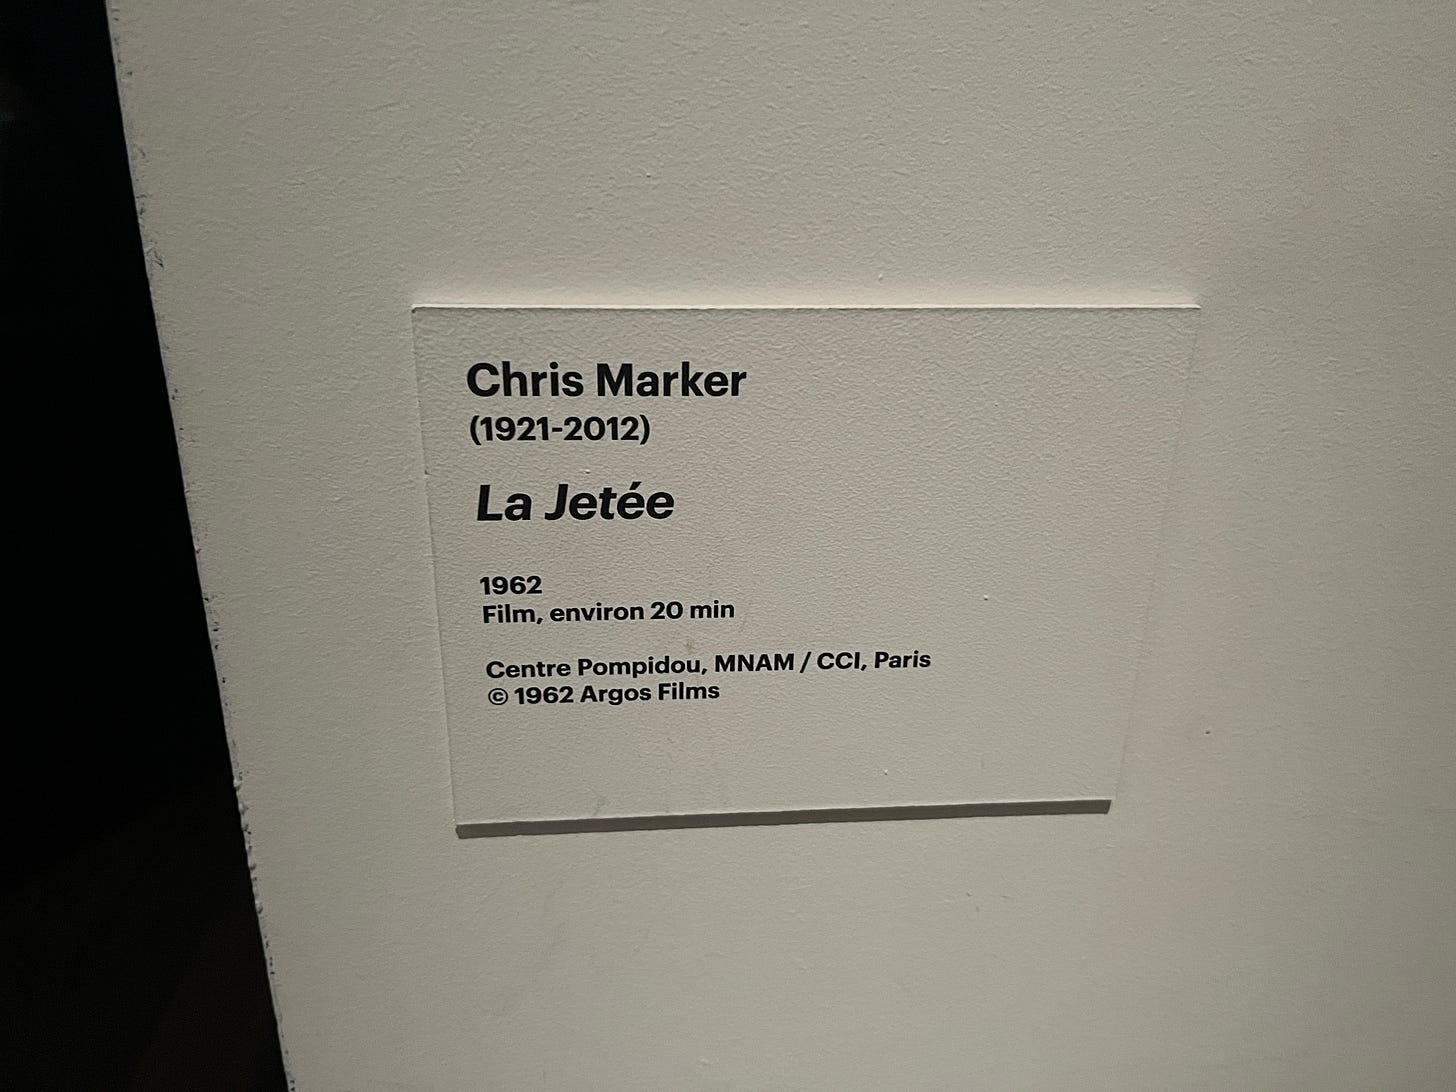 Chris Marker
(1921-2012)
La Jetée
1962
Film, environ 20 min
Centre Pompidou, MNAM / CCI, Paris
© 1962 Argos Films